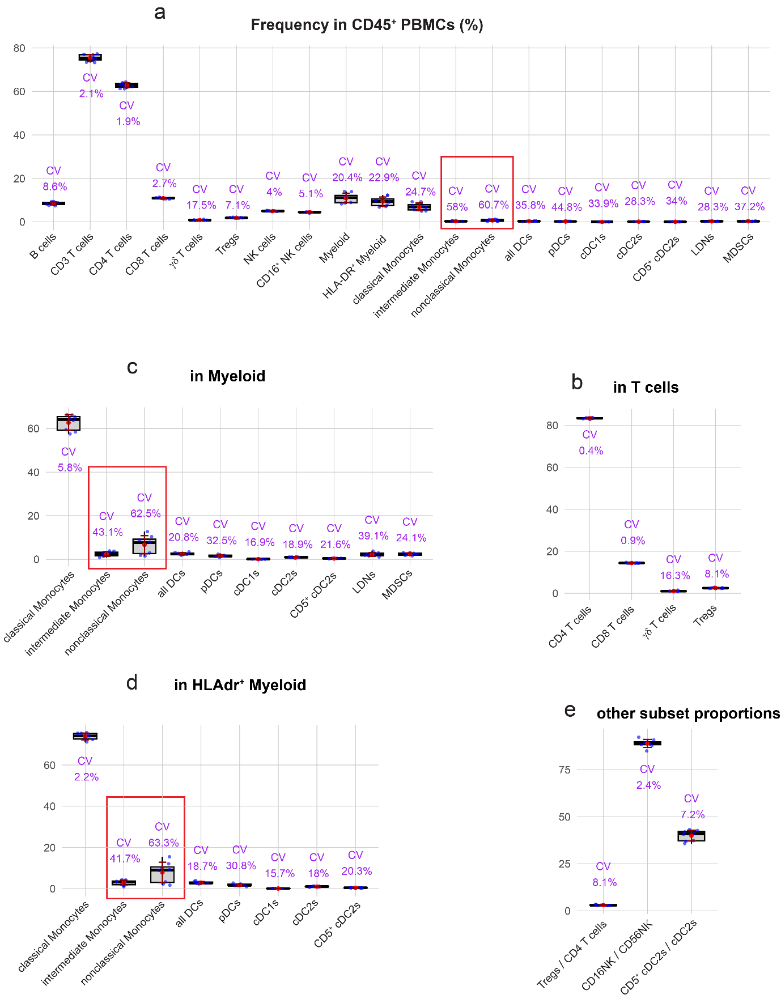 a
Frequency in CD45⁺ PBMCs (%)
80
60
40
20
0
CV
2.1%
CV
1.9%
CV
8.6%
CV
2.7%
CV
17.5%
CV
7.1%
CV
4%
CV
5.1%
CV
20.4%
CV
22.9%
CV
24.7%
CV
58%
CV
60.7%
CV
35.8%
CV
44.8%
CV
33.9%
CV
28.3%
CV
34%
CV
28.3%
CV
37.2%
B cells
CD3 T cells
CD4 T cells
CD8 T cells
γδ T cells
Tregs
NK cells
CD16⁺ NK cells
Myeloid
HLA-DR⁺ Myeloid
classical Monocytes
intermediate Monocytes
nonclassical Monocytes
all DCs
pDCs
cDC1s
cDC2s
CD5⁺ cDC2s
LDNs
MDSCs
c
in Myeloid
60
40
20
0
CV
5.8%
CV
43.1%
CV
62.5%
CV
20.8%
CV
32.5%
CV
16.9%
CV
18.9%
CV
21.6%
CV
39.1%
CV
24.1%
classical Monocytes
intermediate Monocytes
nonclassical Monocytes
all DCs
pDCs
cDC1s
cDC2s
CD5⁺ cDC2s
LDNs
MDSCs
b
in T cells
80
60
40
20
0
CV
0.4%
CV
0.9%
CV
16.3%
CV
8.1%
CD4 T cells
CD8 T cells
γδ T cells
Tregs
d
in HLAdr⁺ Myeloid
60
40
20
0
CV
2.2%
CV
41.7%
CV
63.3%
CV
18.7%
CV
30.8%
CV
15.7%
CV
18%
CV
20.3%
classical Monocytes
intermediate Monocytes
nonclassical Monocytes
all DCs
pDCs
cDC1s
cDC2s
CD5⁺ cDC2s
e
other subset proportions
75
50
25
0
CV
8.1%
CV
2.4%
CV
7.2%
Tregs / CD4 T cells
CD16NK / CD56NK
CD5⁺ cDC2s / cDC2s